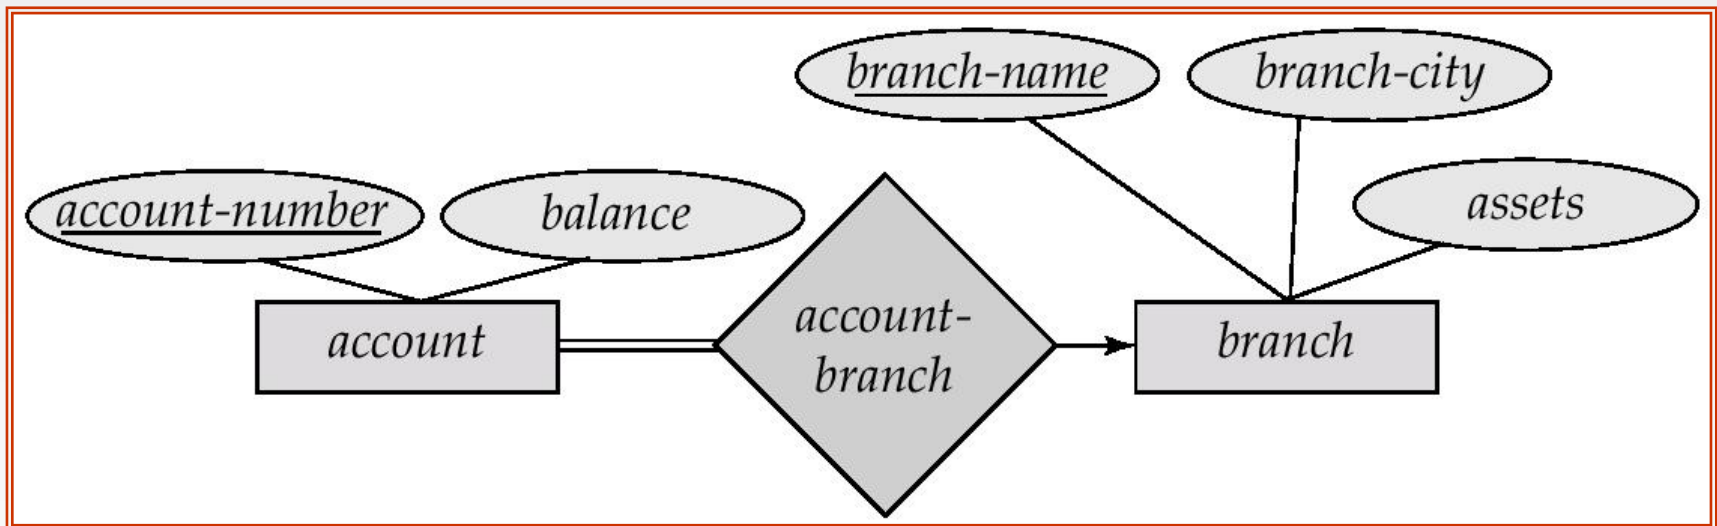 branch-name
branch-city
account-number
balance
assets
account
account-
branch
branch